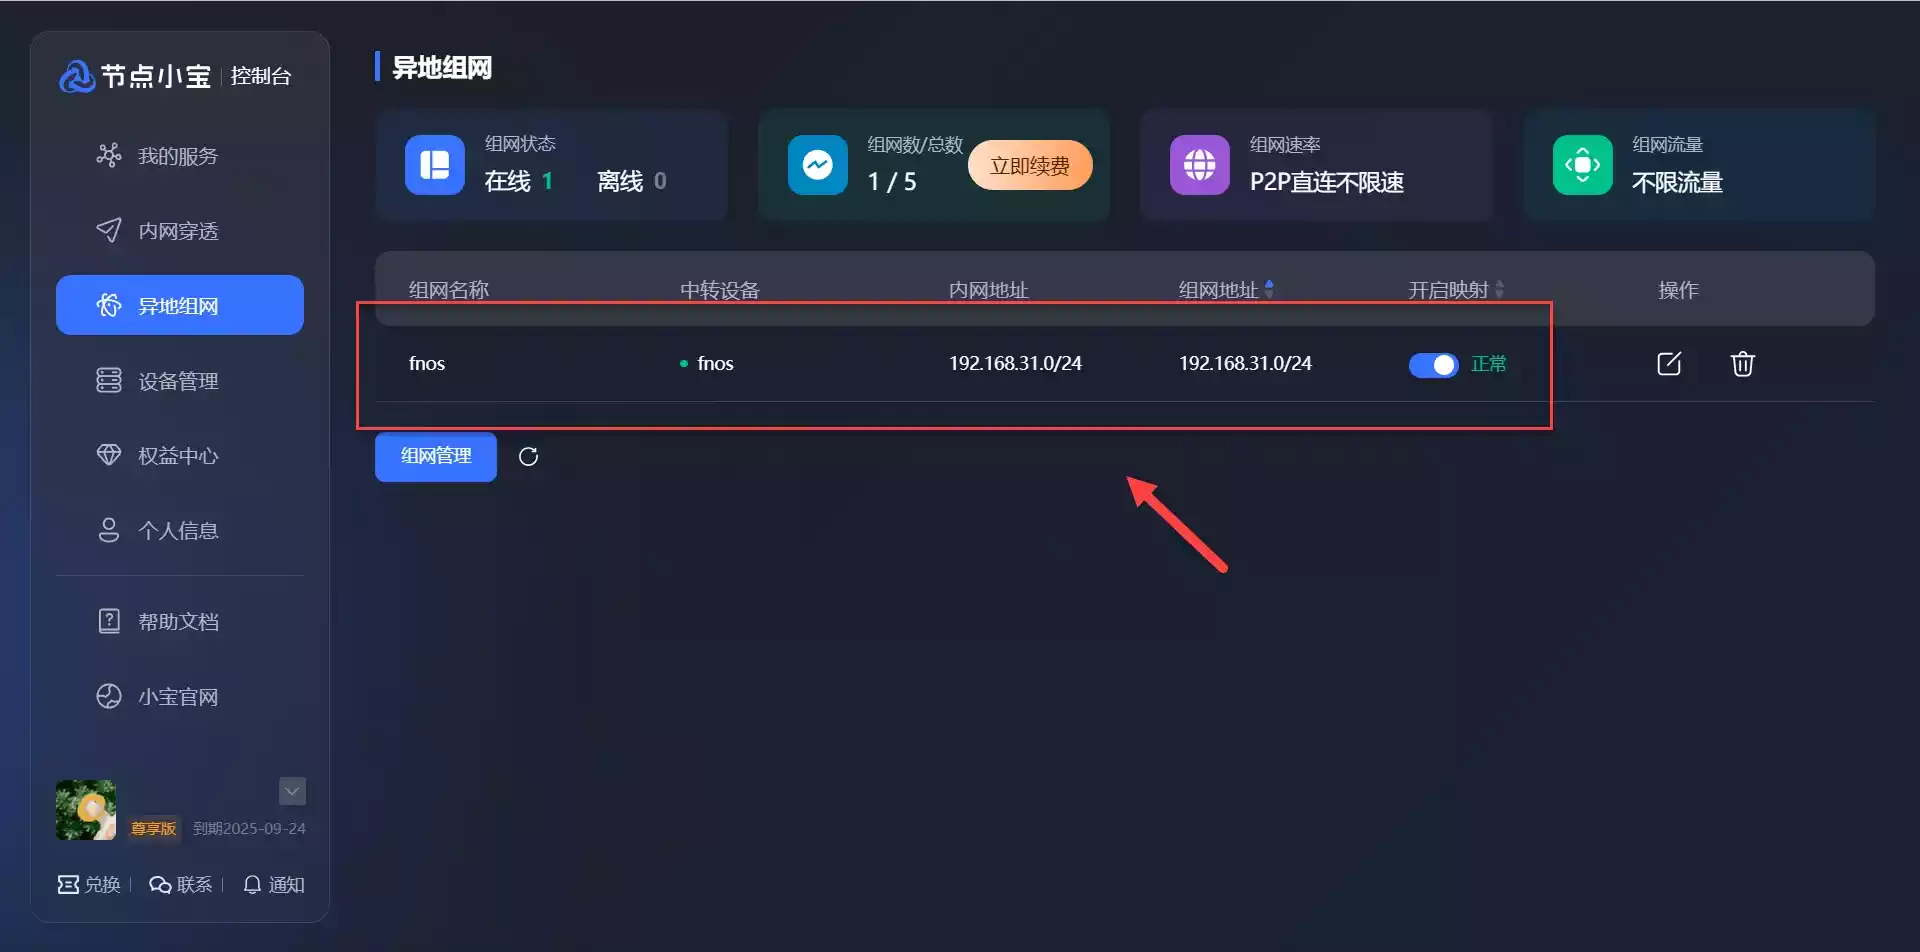 节点小宝 | 控制台
我的服务
内网穿透
异地组网
设备管理
权益中心
个人信息
帮助文档
小宝官网
尊享版 到期2025-09-24
兑换 | 联系 | 通知
异地组网
组网状态
在线 1 离线 0
组网数/总数
1 / 5
立即续费
组网速率
P2P直连不限速
组网流量
不限流量
组网名称 中转设备 内网地址 组网地址 开启映射 操作
fnos fnos 192.168.31.0/24 192.168.31.0/24 正常
组网管理